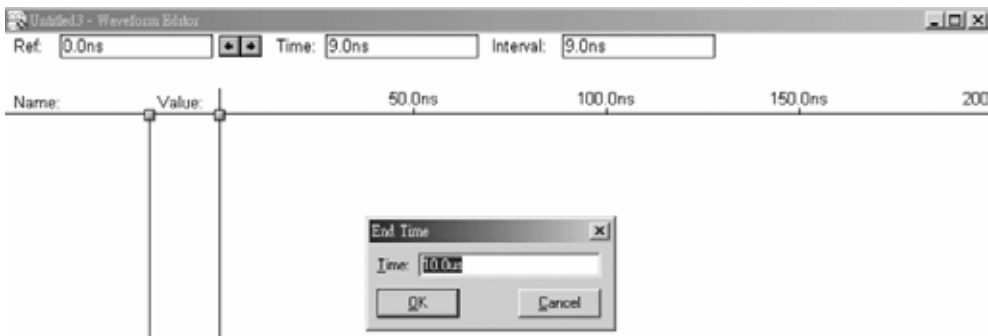 Untitled3 - Waveform Editor
Ref: 0.0ns Time: 9.0ns Interval: 9.0ns
Name: Value: 50.0ns 100.0ns 150.0ns 200
End Time
Time: 10.0us
OK Cancel